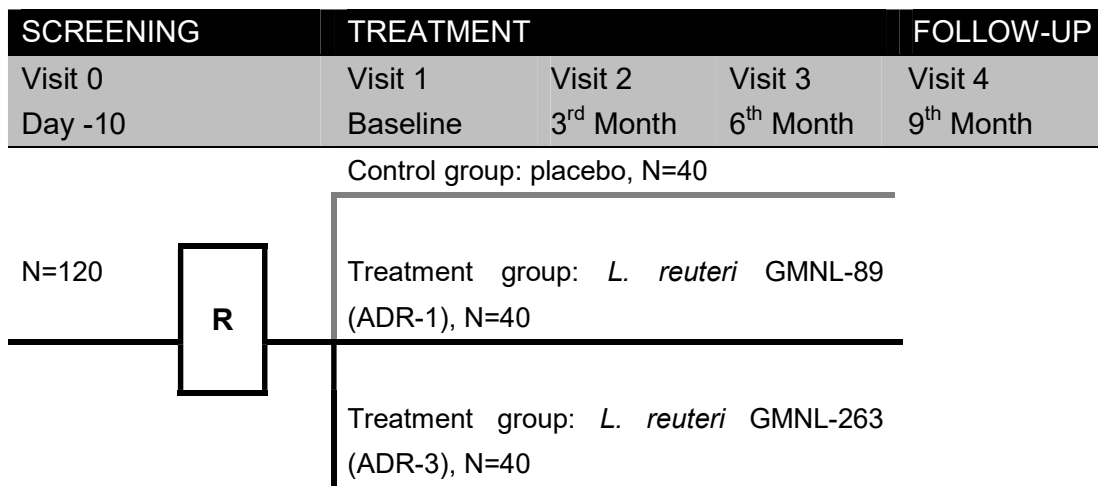 SCREENING TREATMENT FOLLOW-UP
Visit 0 Visit 1 Visit 2 Visit 3 Visit 4
Day -10 Baseline 3rd Month 6th Month 9th Month
Control group: placebo, N=40
N=120 Treatment group: L. reuteri GMNL-89
R (ADR-1), N=40
Treatment group: L. reuteri GMNL-263
(ADR-3), N=40